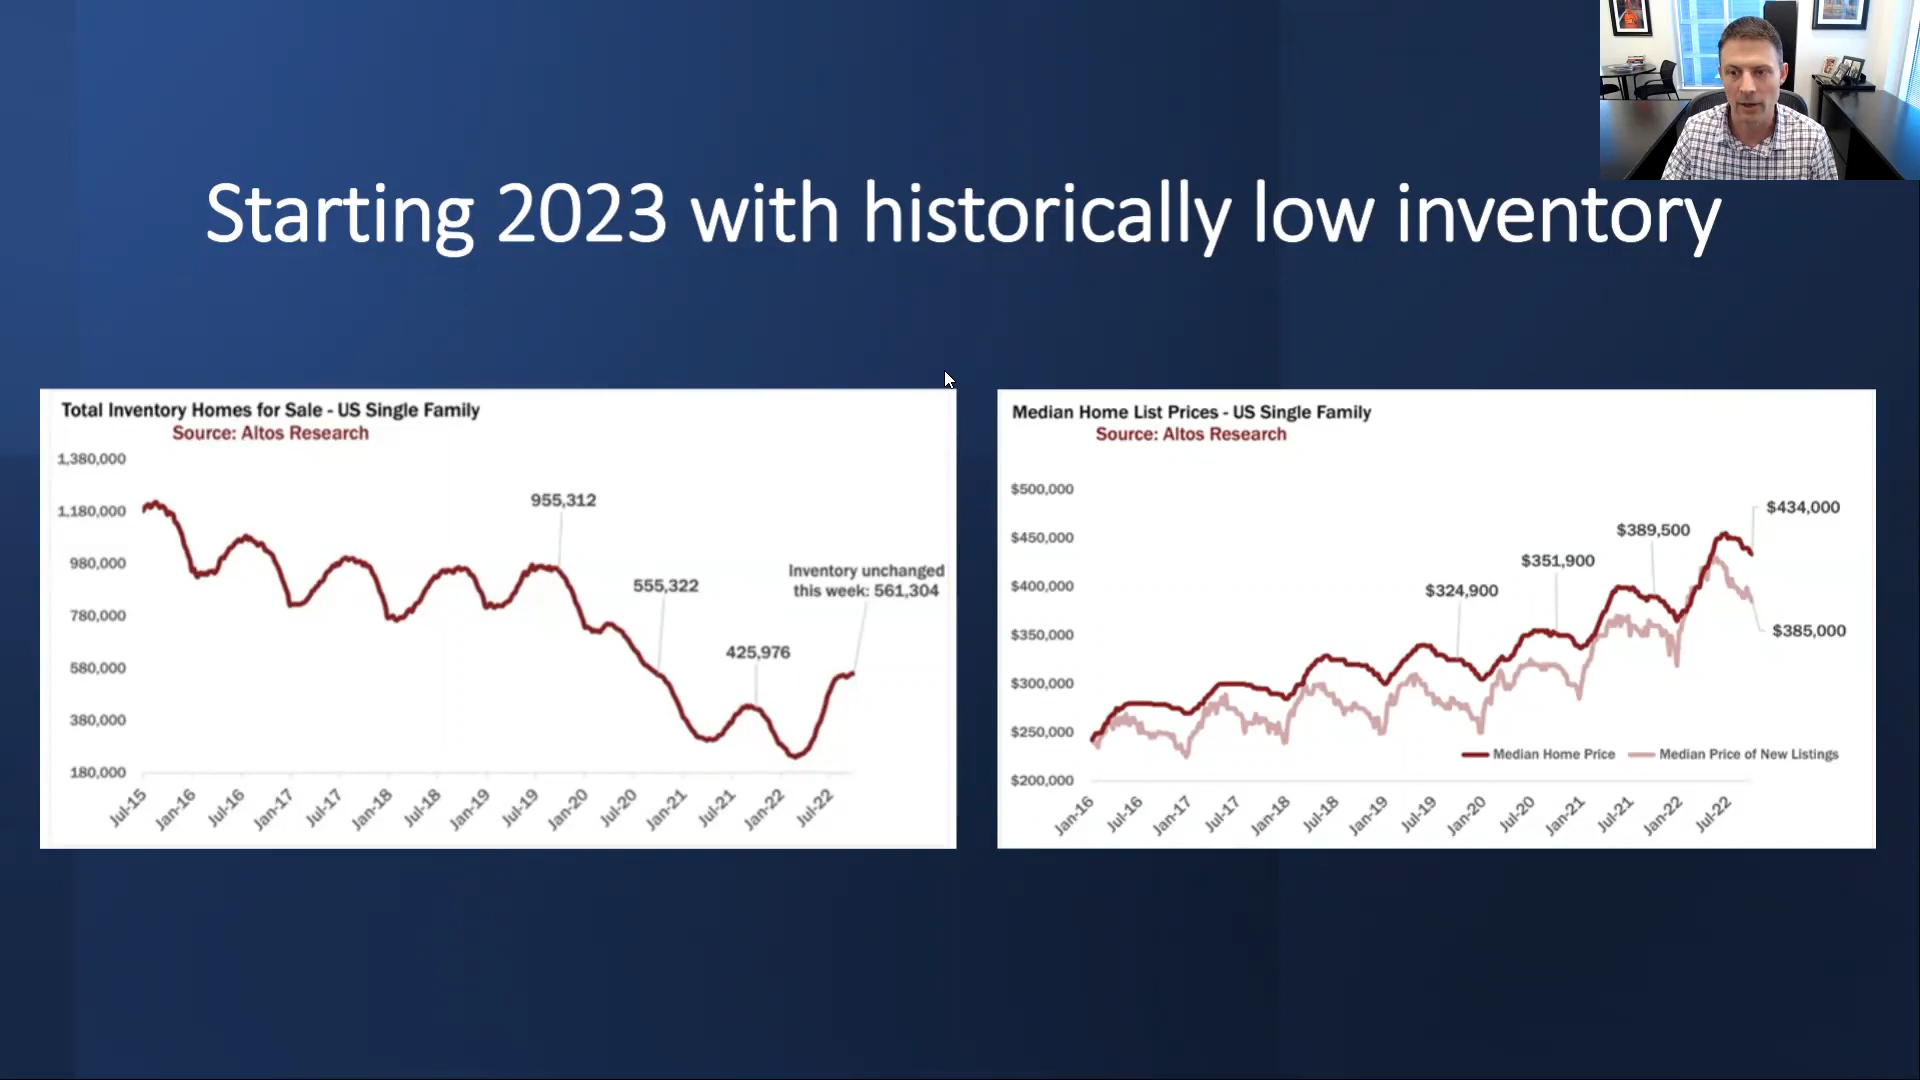 Starting 2023 with historically low inventory
Total Inventory Homes for Sale - US Single Family
Source: Altos Research
1,380,000
1,180,000
980,000
780,000
580,000
380,000
180,000
955,312
555,322
425,976
Inventory unchanged
this week: 561,304
Jul-15
Jan-16
Jul-16
Jan-17
Jul-17
Jan-18
Jul-18
Jan-19
Jul-19
Jan-20
Jul-20
Jan-21
Jul-21
Jan-22
Jul-22
Median Home List Prices - US Single Family
Source: Altos Research
$500,000
$450,000
$400,000
$350,000
$300,000
$250,000
$200,000
$324,900
$351,900
$389,500
$434,000
$385,000
Median Home Price
Median Price of New Listings
Jan-16
Jul-16
Jan-17
Jul-17
Jan-18
Jul-18
Jan-19
Jul-19
Jan-20
Jul-20
Jan-21
Jul-21
Jan-22
Jul-22